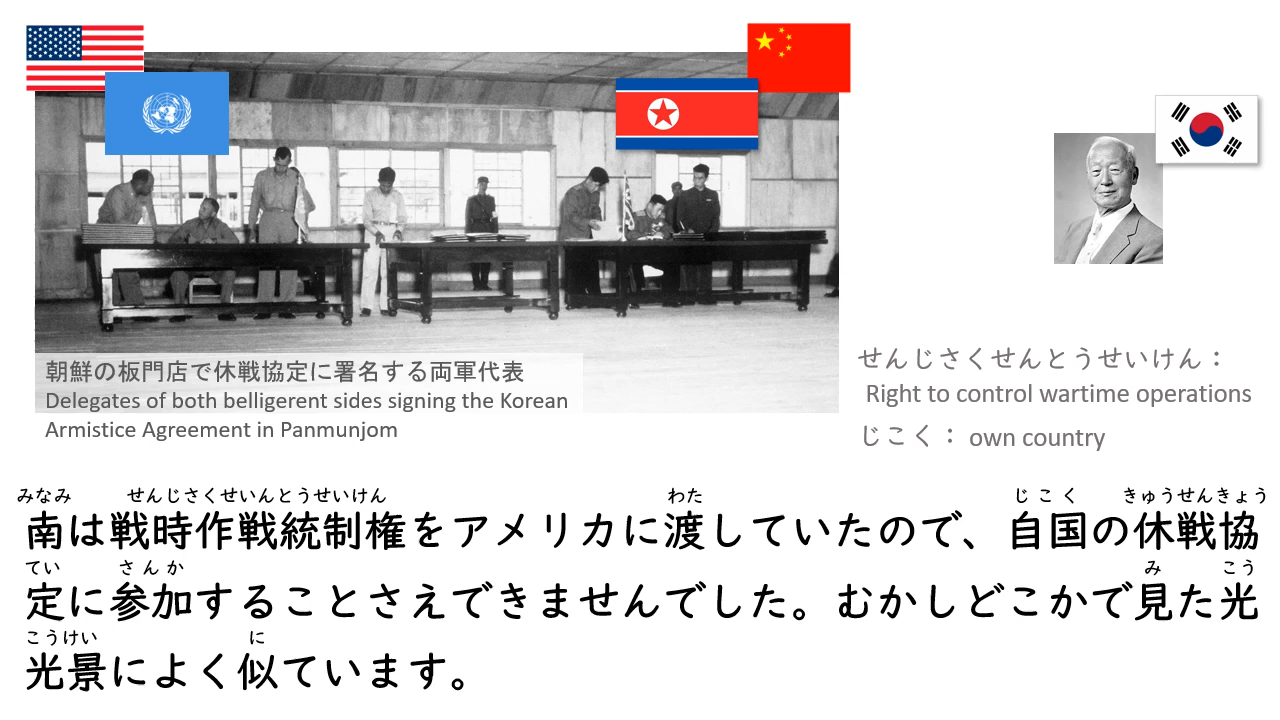 朝鮮の板門店で休戦協定に署名する両軍代表
Delegates of both belligerent sides signing the Korean
Armistice Agreement in Panmunjom
せんじさくせんとうせいけん：
Right to control wartime operations
じこく： own country
みなみ せんじさくせいんとうせいけん わた じこく きゅうせんきょう
南は戦時作戦統制権をアメリカに渡していたので、自国の休戦協
てい さんか み こう
定に参加することさえできませんでした。むかしどこかで見た光
こうけい に
光景によく似ています。